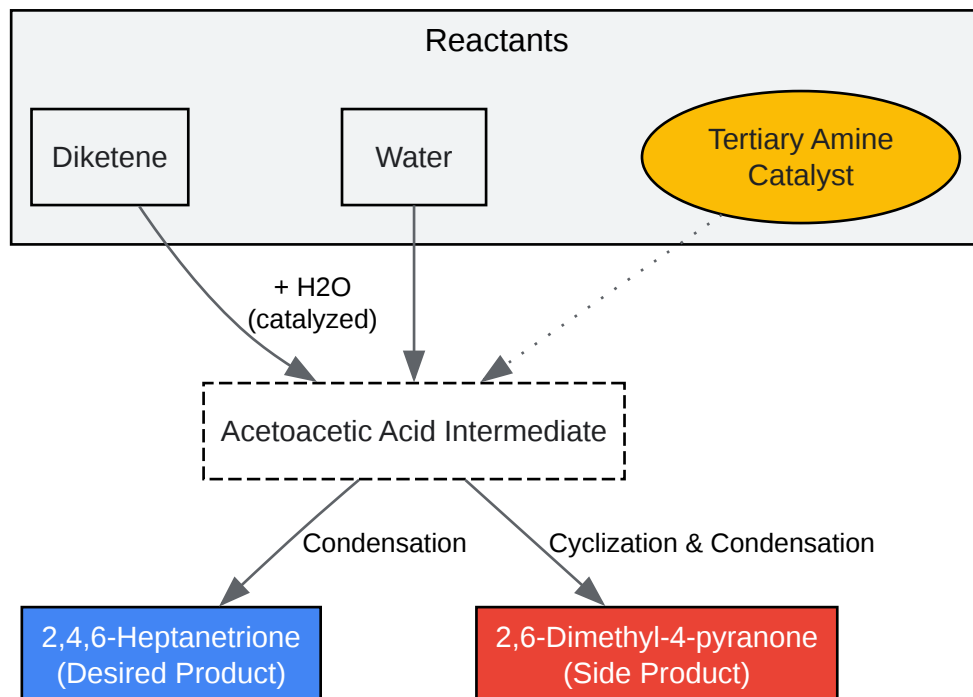 Reactants
Diketene
Water
Tertiary Amine
Catalyst
+ H2O
(catalyzed)
Acetoacetic Acid Intermediate
Condensation
Cyclization & Condensation
2,4,6-Heptanetrione
(Desired Product)
2,6-Dimethyl-4-pyranone
(Side Product)